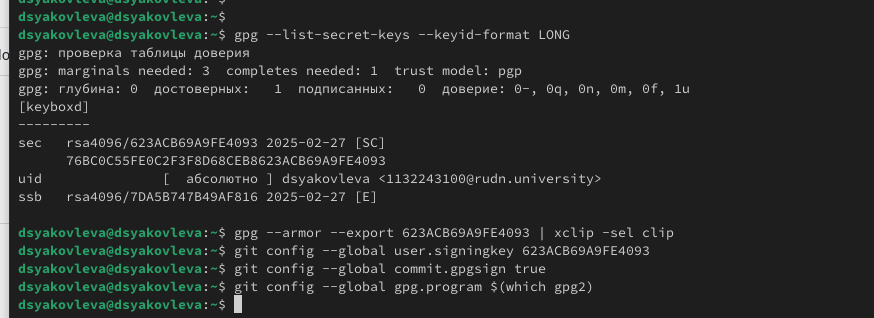 dsyakovleva@dsyakovleva:~$
dsyakovleva@dsyakovleva:~$ gpg --list-secret-keys --keyid-format LONG
gpg: проверка таблицы доверия
gpg: marginals needed: 3  completes needed: 1  trust model: pgp
gpg: глубина: 0  достоверных:   1  подписанных:   0  доверие: 0-, 0q, 0n, 0m, 0f, 1u
[keyboxd]
---------
sec   rsa4096/623ACB69A9FE4093 2025-02-27 [SC]
      76BC0C55FE0C2F3F8D68CEB8623ACB69A9FE4093
uid                 [  абсолютно ] dsyakovleva <1132243100@rudn.university>
ssb   rsa4096/7DA5B747B49AF816 2025-02-27 [E]
dsyakovleva@dsyakovleva:~$ gpg --armor --export 623ACB69A9FE4093 | xclip -sel clip
dsyakovleva@dsyakovleva:~$ git config --global user.signingkey 623ACB69A9FE4093
dsyakovleva@dsyakovleva:~$ git config --global commit.gpgsign true
dsyakovleva@dsyakovleva:~$ git config --global gpg.program $(which gpg2)
dsyakovleva@dsyakovleva:~$